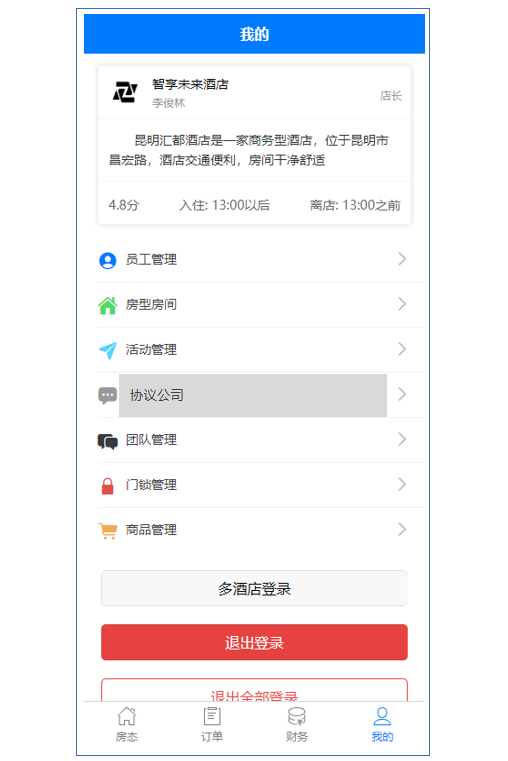 我的
智享未来酒店
李俊林
店长
昆明汇都酒店是一家商务型酒店，位于昆明市
昌宏路，酒店交通便利，房间干净舒适
4.8分 入住: 13:00以后 离店: 13:00之前
员工管理
房型房间
活动管理
协议公司
团队管理
门锁管理
商品管理
多酒店登录
退出登录
退出全部登录
房态 订单 财务 我的